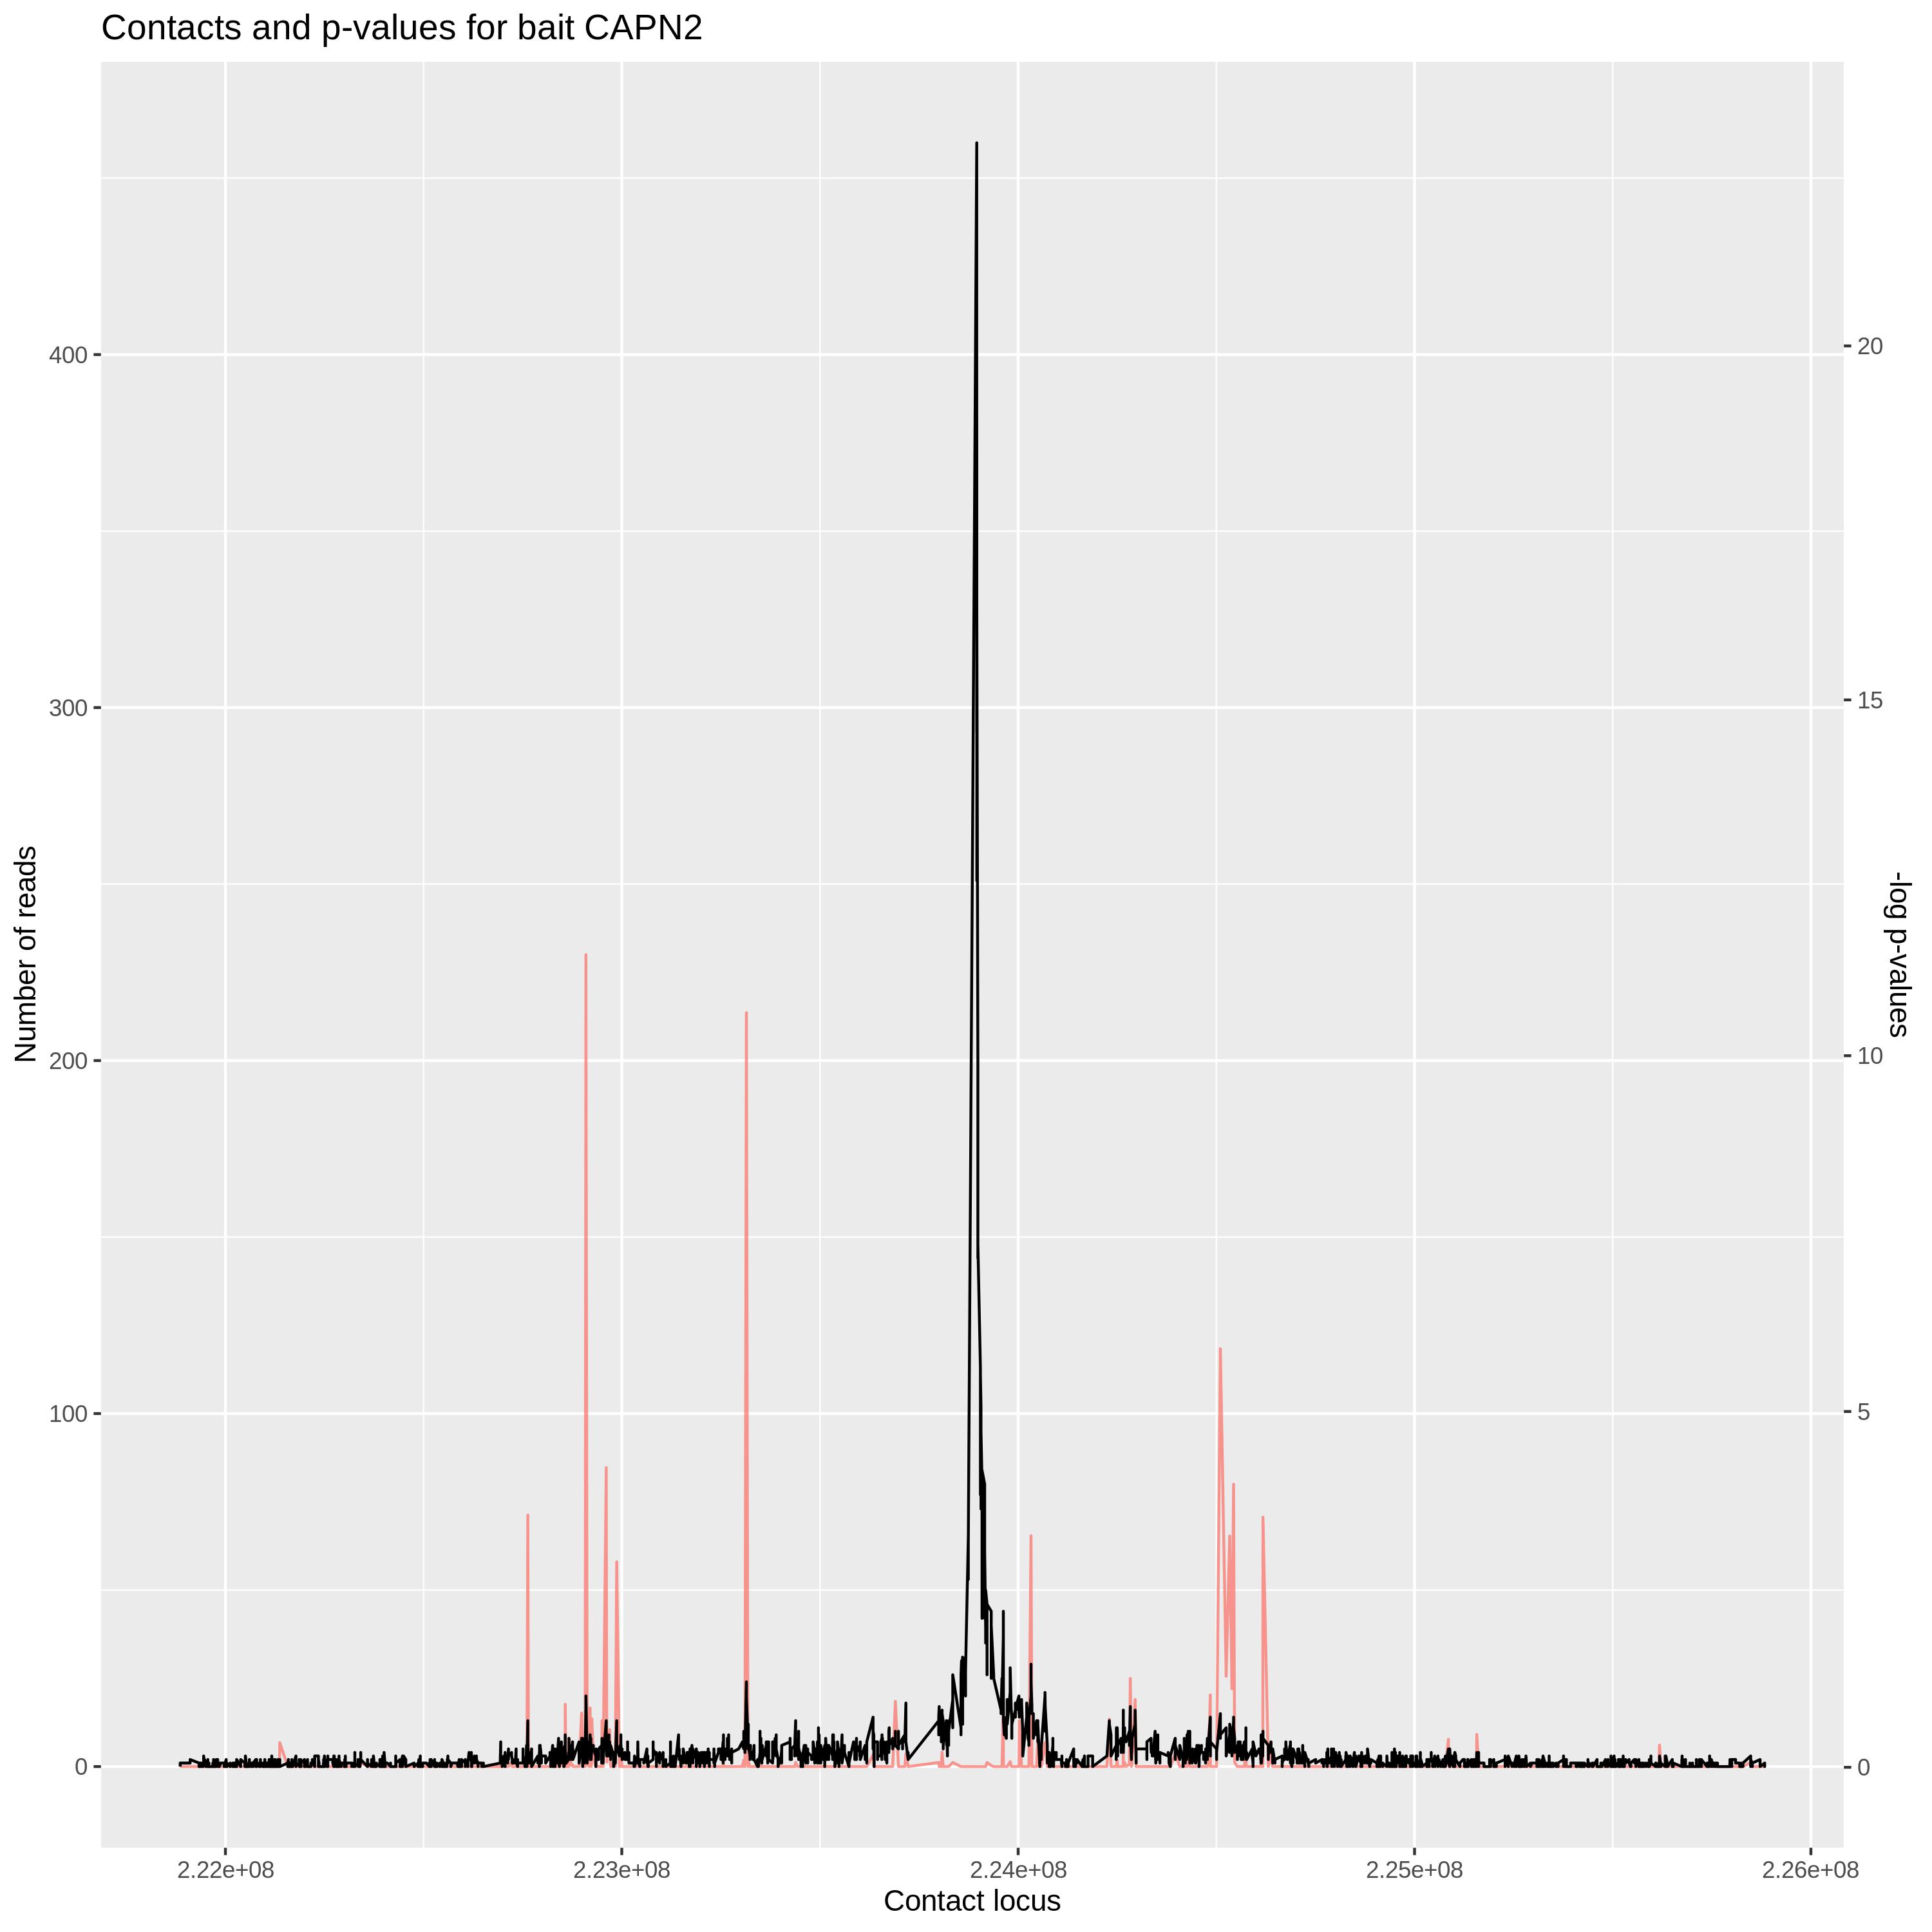 Contacts and p-values for bait CAPN2
Number of reads
400
300
200
100
0
20
15
10
5
0
-log p-values
2.22e+08 2.23e+08 2.24e+08 2.25e+08 2.26e+08
Contact locus